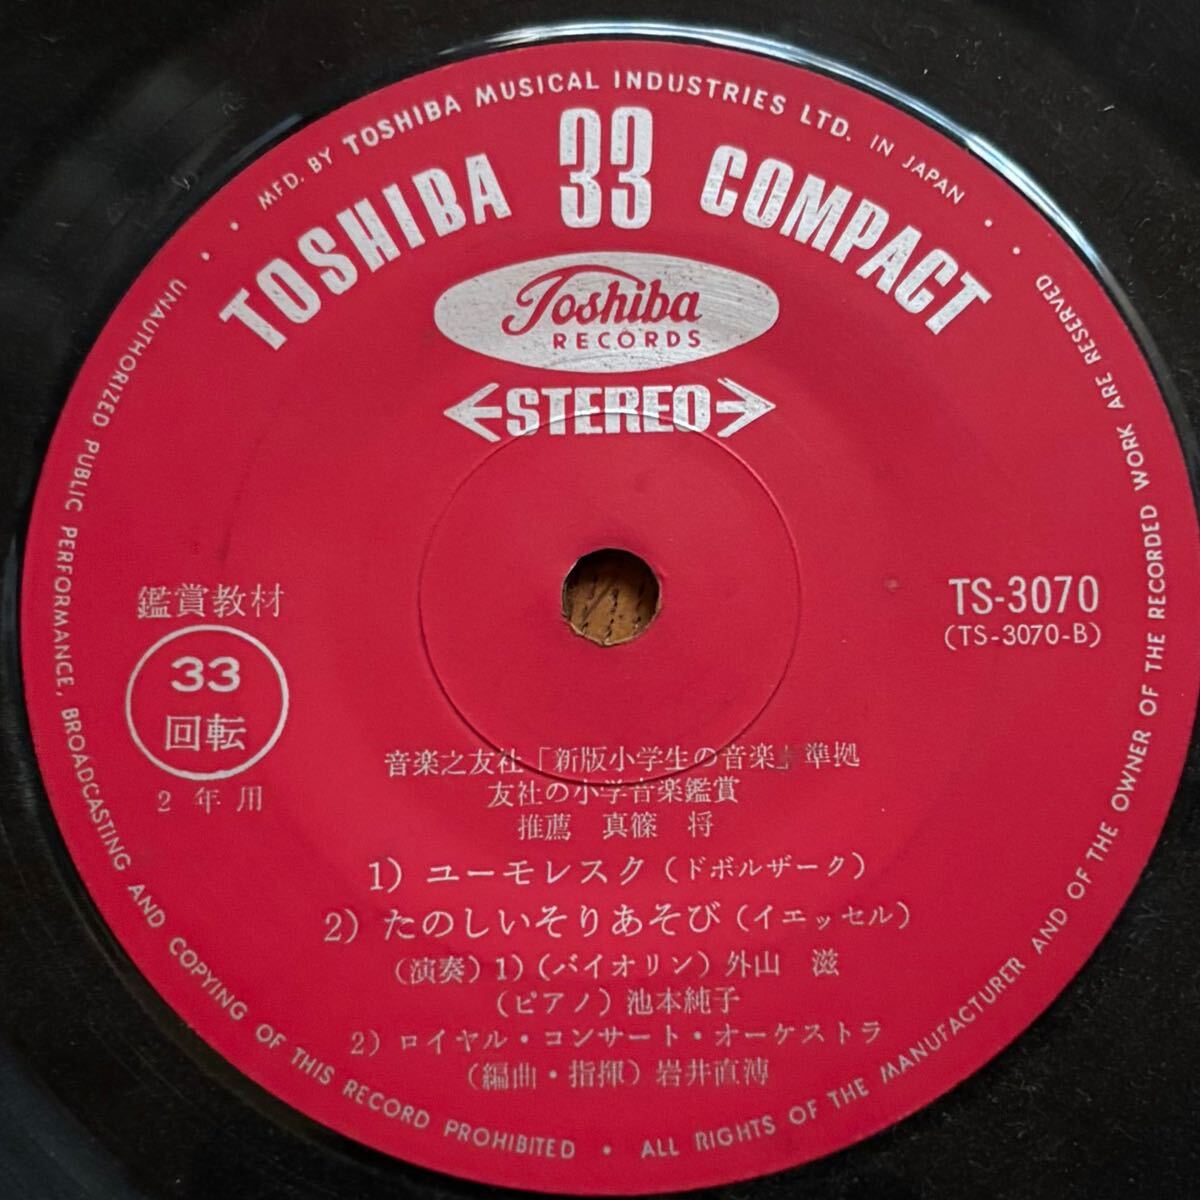 MFD. BY TOSHIBA MUSICAL INDUSTRIES LTD. IN JAPAN
TOSHIBA 33 COMPACT
Toshiba
RECORDS
STEREO
鑑賞教材
33
回転
2年用
TS-3070
(TS-3070-B)
音楽之友社「新版小学生の音楽」準拠
友社の小学音楽鑑賞
推薦 真篠 将
1) ユーモレスク(ドボルザーク)
2) たのしいそりあそび(イエッセル)
(演奏) 1) (バイオリン) 外山 滋
(ピアノ) 池本純子
2) ロイヤル・コンサート・オーケストラ
(編曲・指揮) 岩井直溥
UNAUTHORIZED PUBLIC PERFORMANCE, BROADCASTING AND COPYING OF THIS RECORD PROHIBITED • ALL RIGHTS OF THE MANUFACTURER AND OF THE OWNER OF THE RECORDED WORK ARE RESERVED